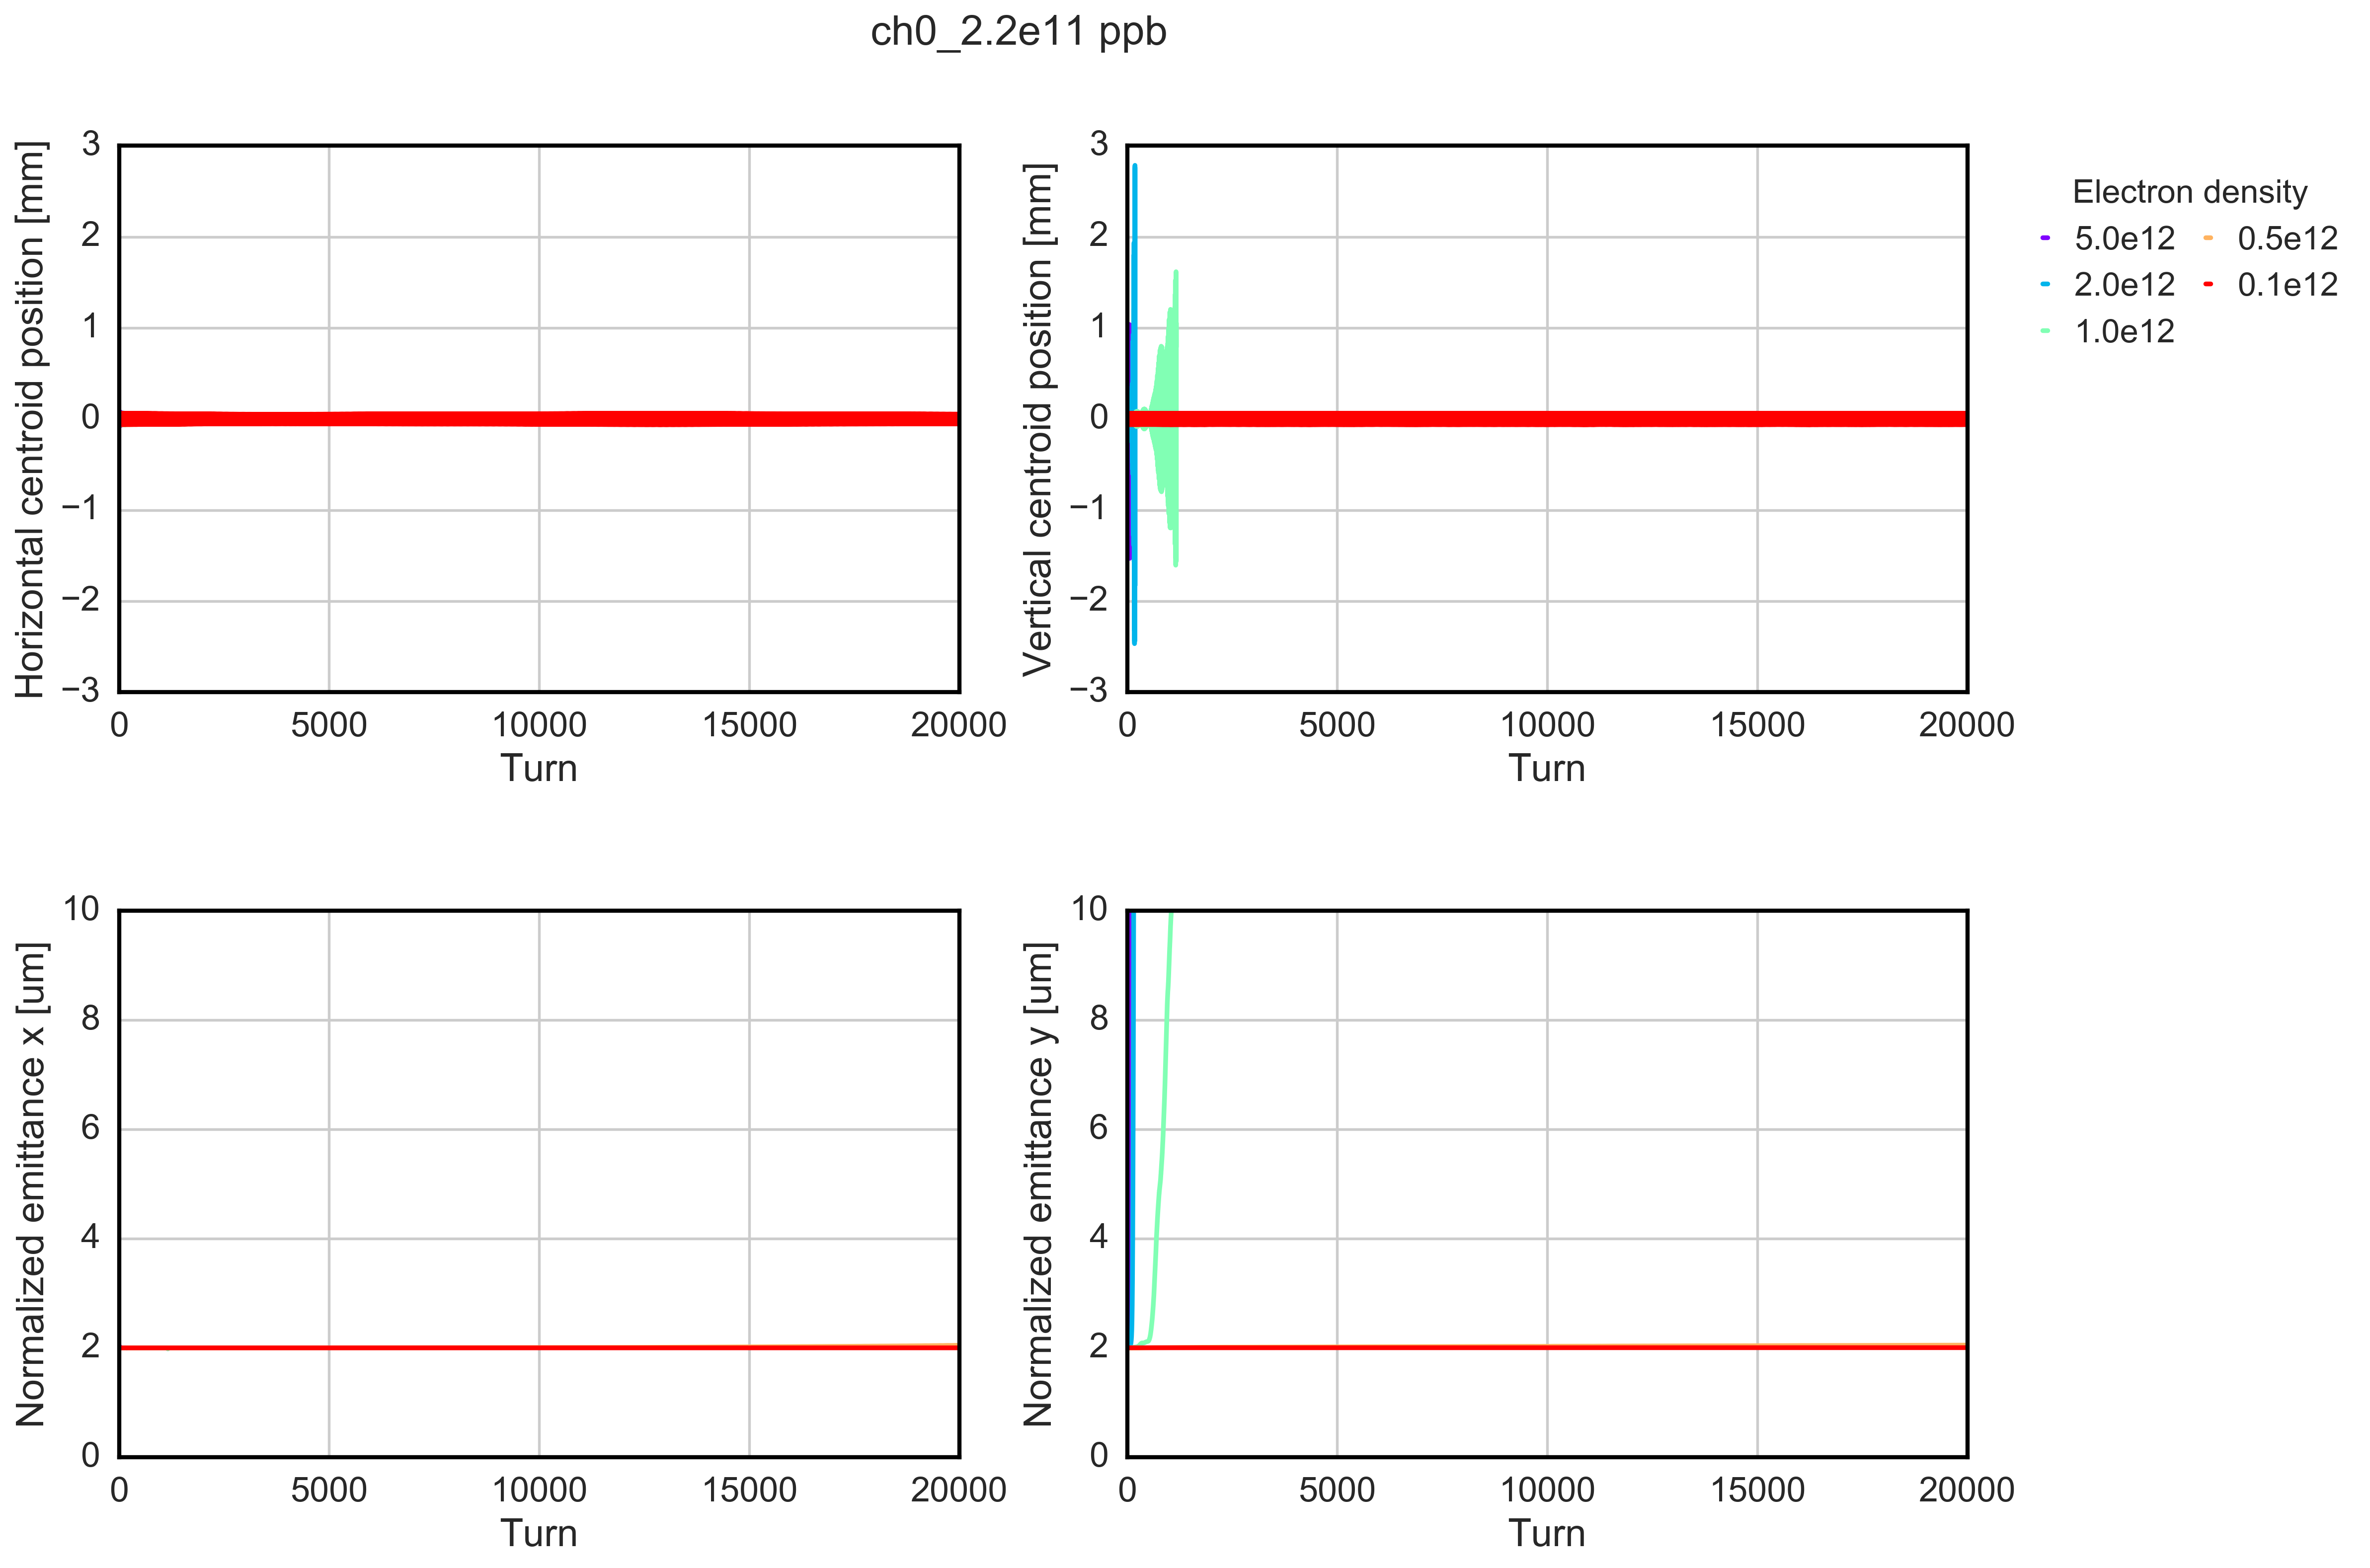 ch0_2.2e11 ppb
Horizontal centroid position [mm]
3
2
1
0
−1
−2
−3
0 5000 10000 15000 20000
Turn
Vertical centroid position [mm]
3
2
1
0
−1
−2
−3
0 5000 10000 15000 20000
Turn
Electron density
5.0e12 0.5e12
2.0e12 0.1e12
1.0e12
Normalized emittance x [um]
10
8
6
4
2
0
0 5000 10000 15000 20000
Turn
Normalized emittance y [um]
10
8
6
4
2
0
0 5000 10000 15000 20000
Turn